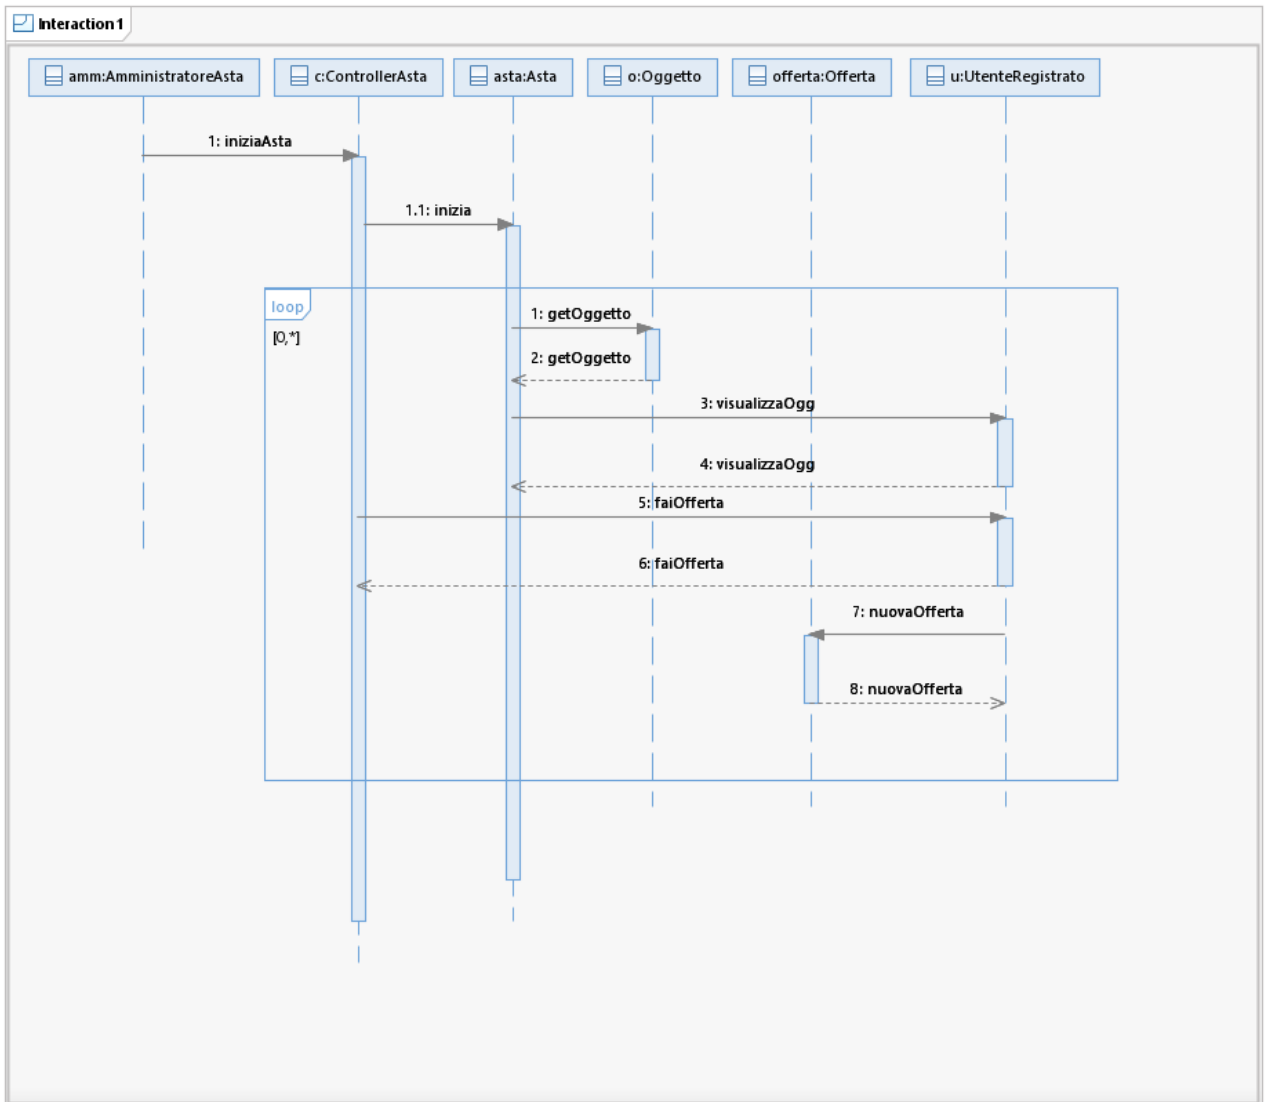 Interaction1
amm:AmministratoreAsta
c:ControllerAsta
asta:Asta
o:Oggetto
offerta:Offerta
u:UtenteRegistrato
1: iniziaAsta
1.1: inizia
loop
[0,*]
1: getOggetto
2: getOggetto
3: visualizzaOgg
4: visualizzaOgg
5: faiOfferta
6: faiOfferta
7: nuovaOfferta
8: nuovaOfferta